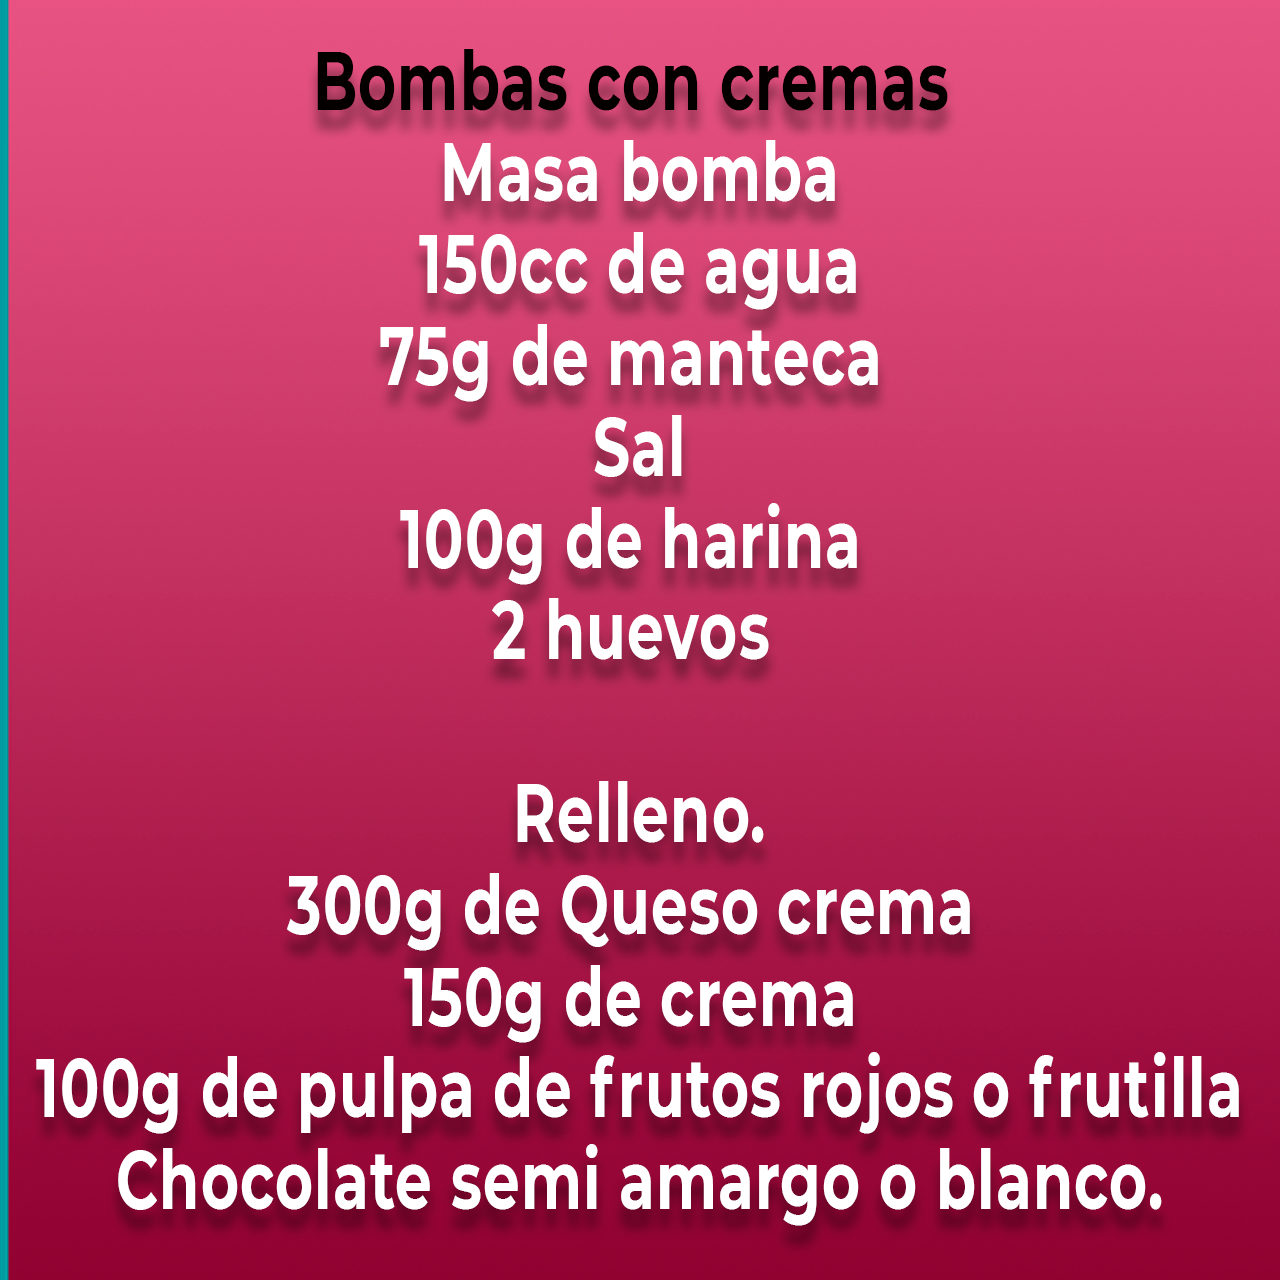 Bombas con cremas
Masa bomba
150cc de agua
75g de manteca
Sal
100g de harina
2 huevos
Relleno.
300g de Queso crema
150g de crema
100g de pulpa de frutos rojos o frutilla
Chocolate semi amargo o blanco.